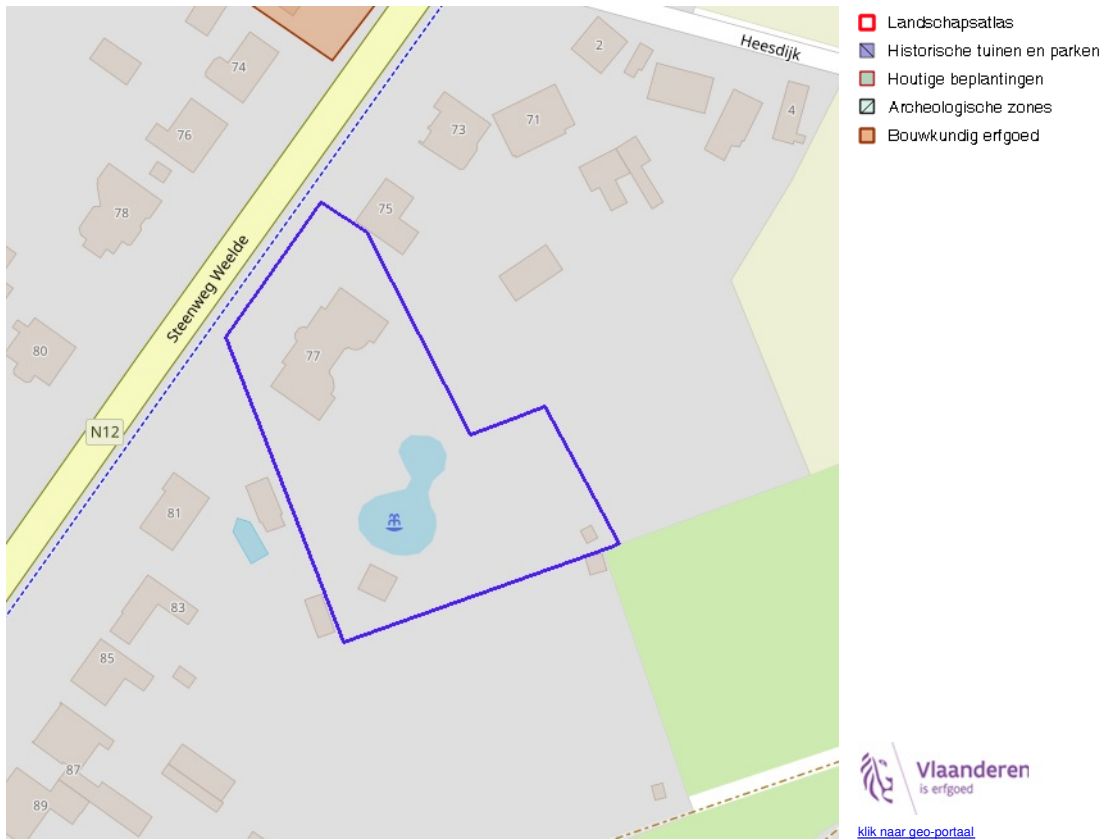 Heesdijk
2
4
74
76
78
80
73
71
75
Steenweg Weelde
77
N12
81
83
85
87
89
Landschapsatlas
Historische tuinen en parken
Houtige beplantingen
Archeologische zones
Bouwkundig erfgoed
Vlaanderen
is erfgoed
klik naar geo-portaal